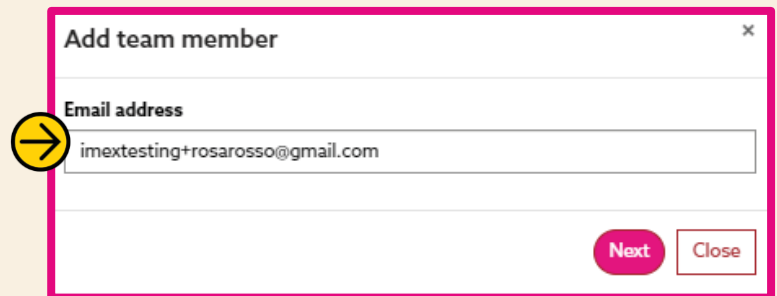 Add team member
×
Email address
imextesting+rosarosso@gmail.com
Next
Close